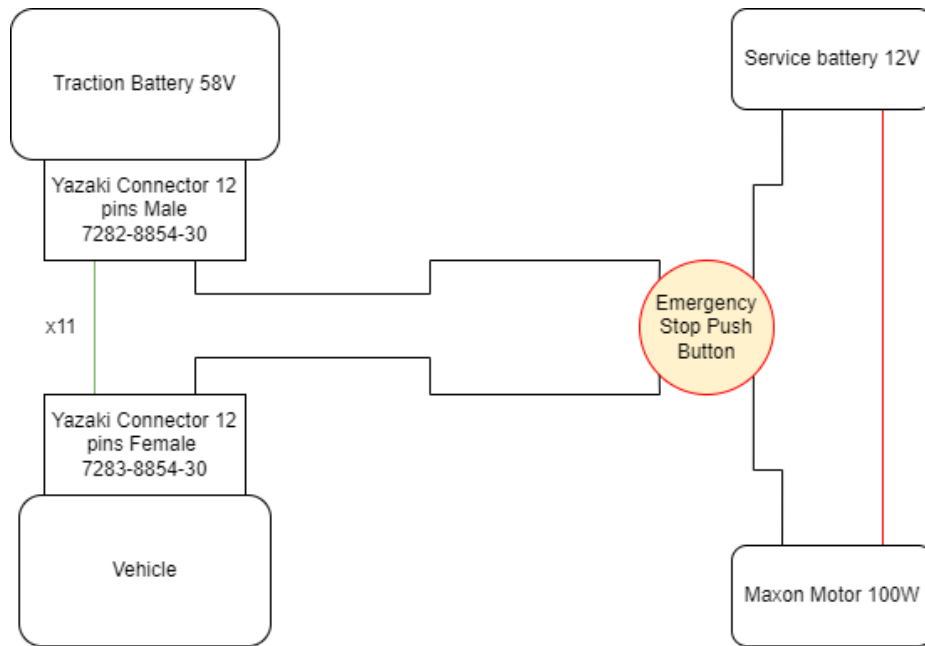 Traction Battery 58V
Service battery 12V
Yazaki Connector 12
pins Male
7282-8854-30
x11
Emergency
Stop Push
Button
Yazaki Connector 12
pins Female
7283-8854-30
Vehicle
Maxon Motor 100W